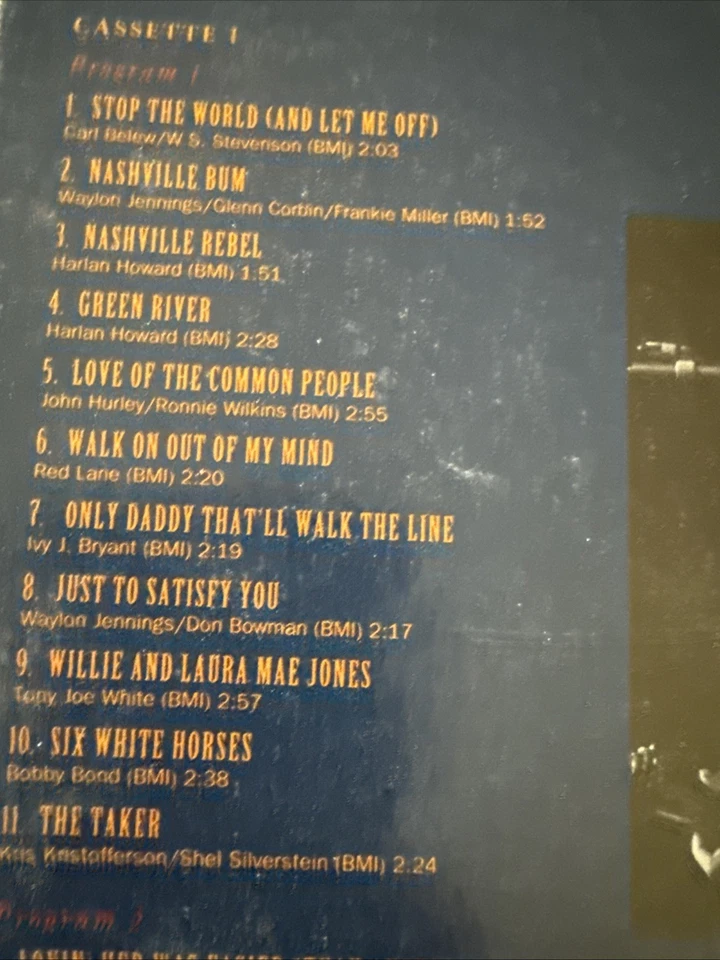 CASSETTE 1
Program 1
1. STOP THE WORLD (AND LET ME OFF)
Carl Belew/W.S. Stevenson (BMI) 2:03
2. NASHVILLE BUM
Waylon Jennings/Glenn Corbin/Frankie Miller (BMI) 1:52
3. NASHVILLE REBEL
Harlan Howard (BMI) 1:51
4. GREEN RIVER
Harlan Howard (BMI) 2:28
5. LOVE OF THE COMMON PEOPLE
John Hurley/Ronnie Wilkins (BMI) 2:55
6. WALK ON OUT OF MY MIND
Red Lane (BMI) 2:20
7. ONLY DADDY THAT'LL WALK THE LINE
Ivy J. Bryant (BMI) 2:19
8. JUST TO SATISFY YOU
Waylon Jennings/Don Bowman (BMI) 2:17
9. WILLIE AND LAURA MAE JONES
Tony Joe White (BMI) 2:57
10. SIX WHITE HORSES
Bobby Bond (BMI) 2:38
11. THE TAKER
Kris Kristofferson/Shel Silverstein (BMI) 2:24
Program 2
LOVIN' HER WAS EASIER